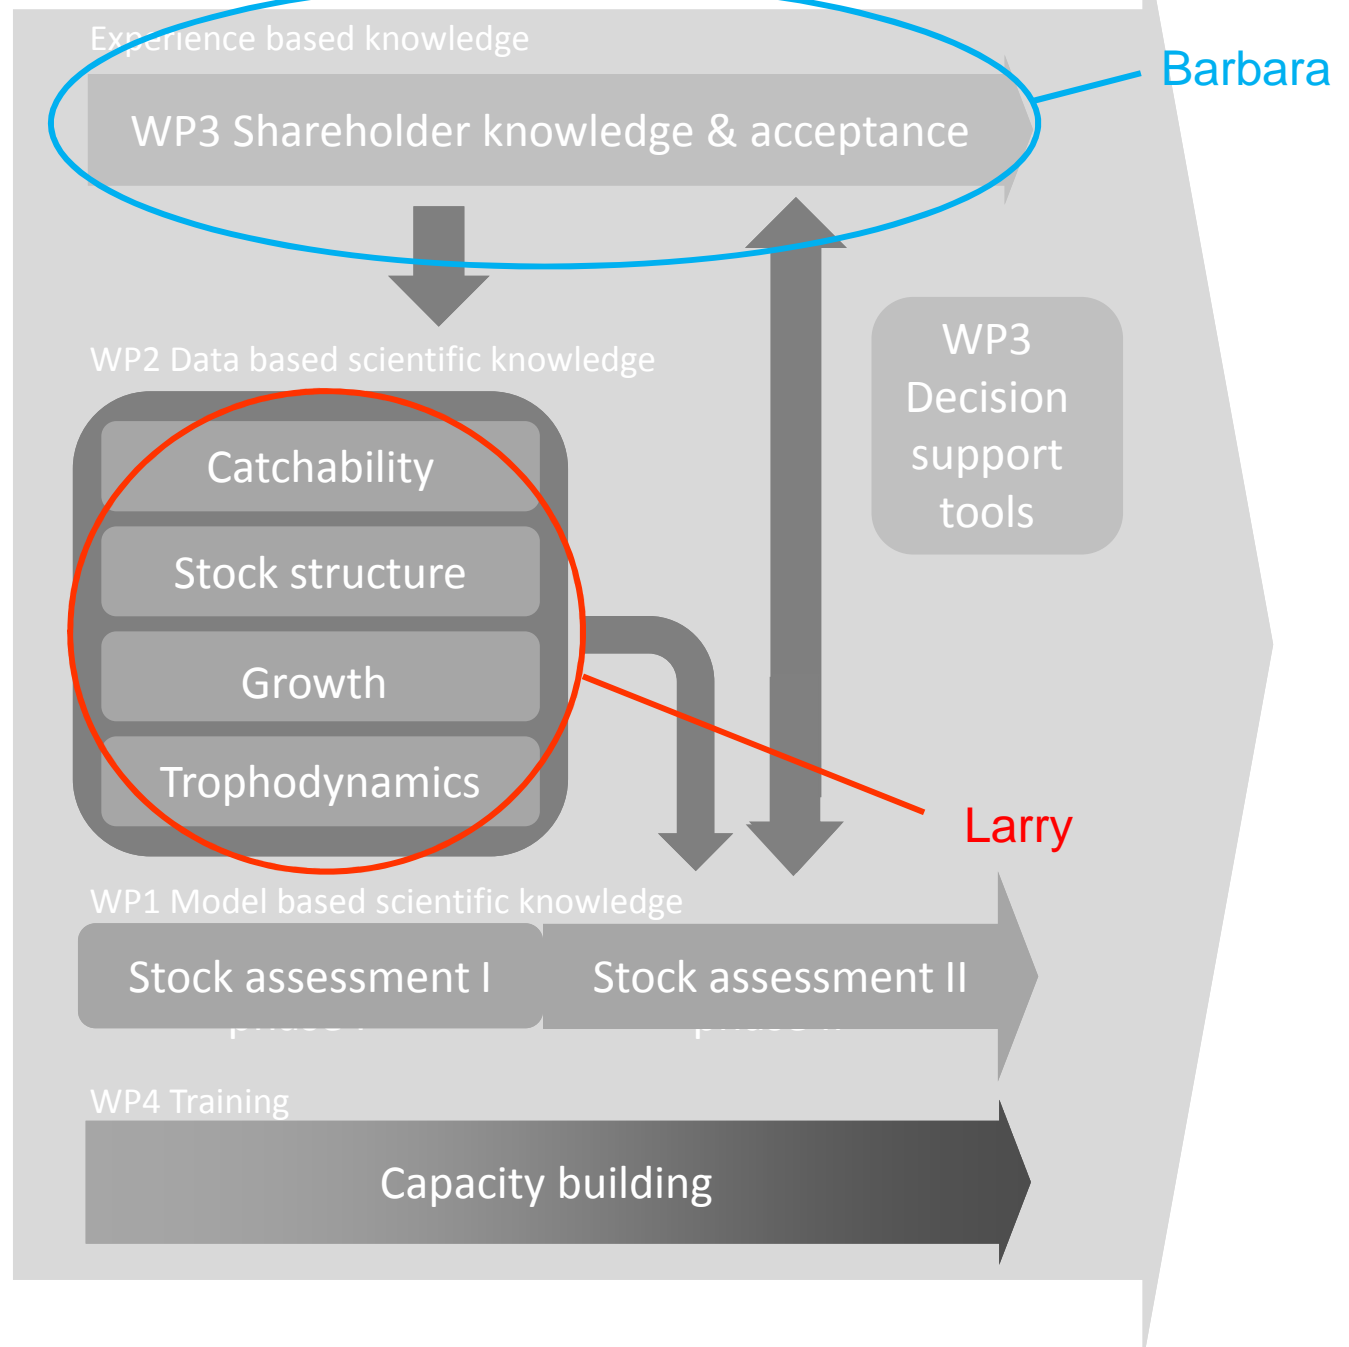 Experience based knowledge
Barbara
WP3 Shareholder knowledge & acceptance
WP2 Data based scientific knowledge
WP3
Decision
support
tools
Catchability
Stock structure
Growth
Trophodynamics
Larry
WP1 Model based scientific knowledge
Stock assessment I
Stock assessment II
WP4 Training
Capacity building